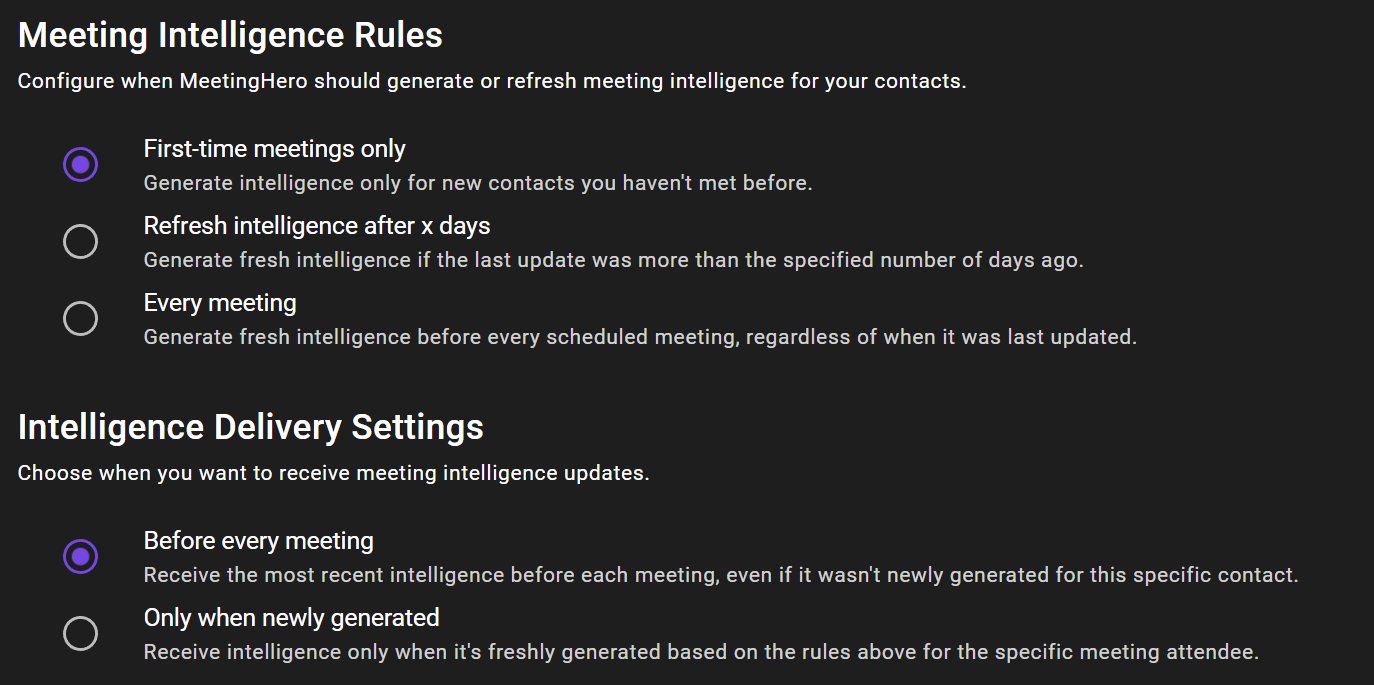 Meeting Intelligence Rules
Configure when MeetingHero should generate or refresh meeting intelligence for your contacts.
First-time meetings only
Generate intelligence only for new contacts you haven't met before.
Refresh intelligence after x days
Generate fresh intelligence if the last update was more than the specified number of days ago.
Every meeting
Generate fresh intelligence before every scheduled meeting, regardless of when it was last updated.
Intelligence Delivery Settings
Choose when you want to receive meeting intelligence updates.
Before every meeting
Receive the most recent intelligence before each meeting, even if it wasn't newly generated for this specific contact.
Only when newly generated
Receive intelligence only when it's freshly generated based on the rules above for the specific meeting attendee.